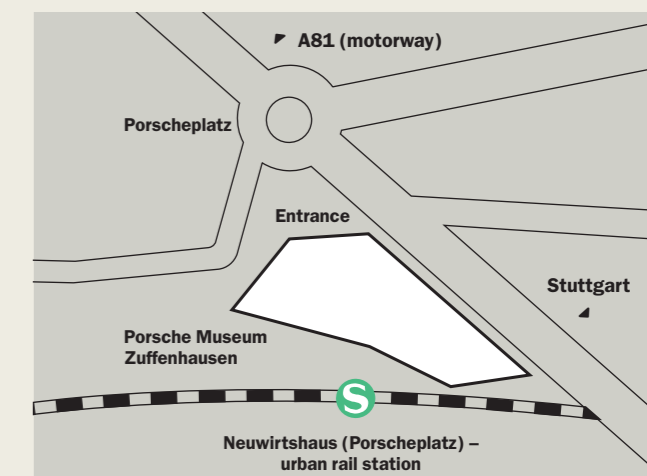 A81 (motorway)
Porscheplatz
Entrance
Stuttgart
Porsche Museum
Zuffenhausen
S
Neuwirtshaus (Porscheplatz) –
urban rail station